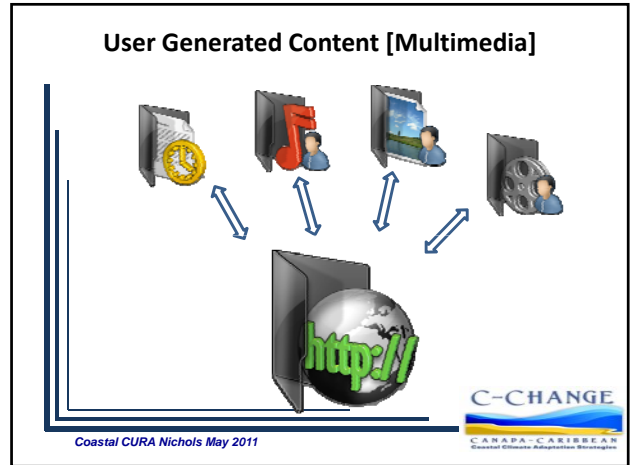 User Generated Content [Multimedia]
http://
C-CHANGE
CANAPA-CARIBBEAN
Coastal Climate Adaptation Strategies
Coastal CURA Nichols May 2011